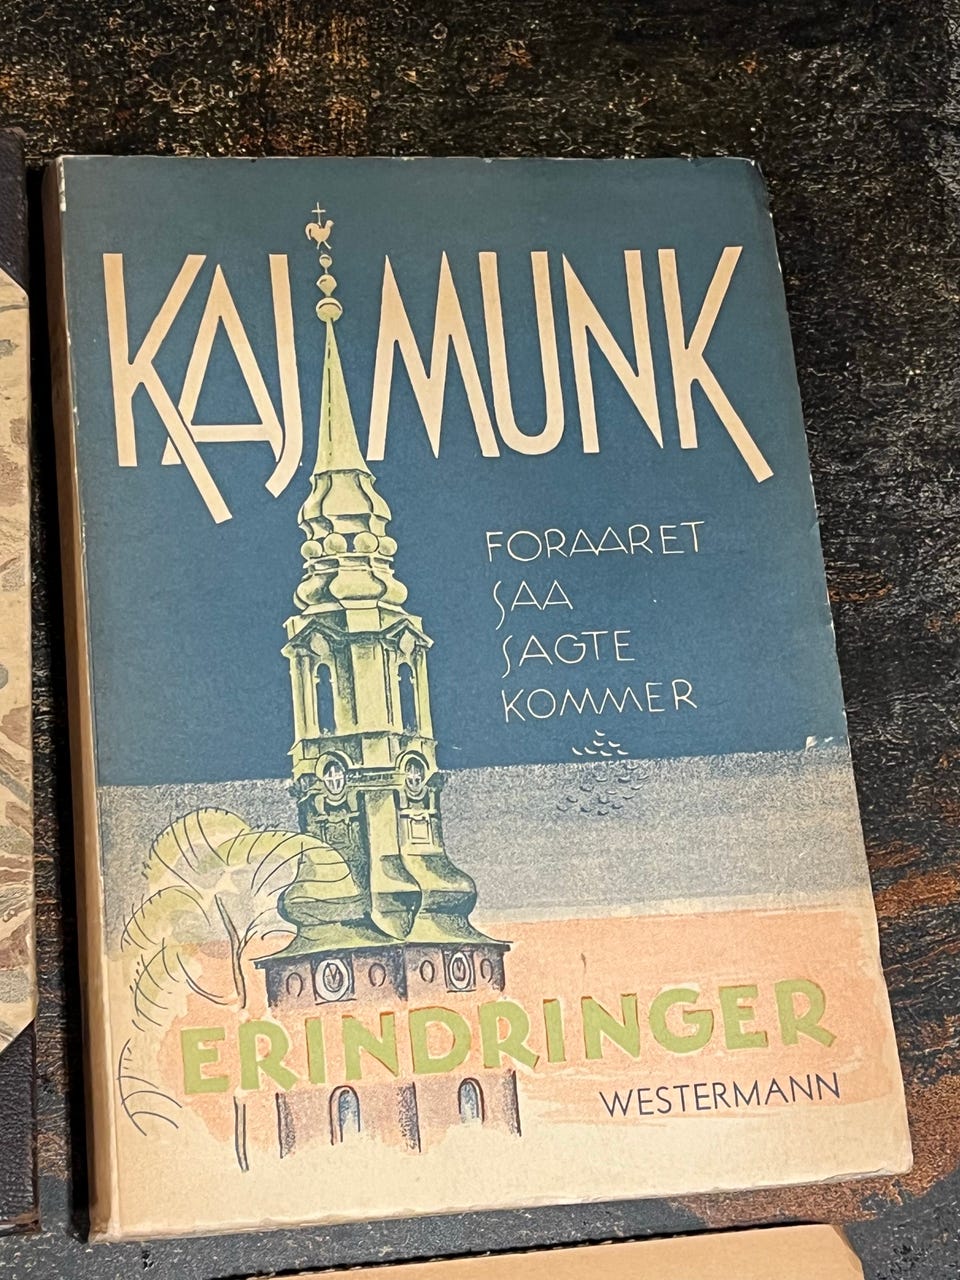 KAJ MUNK
FORAARET
SAA
SAGTE
KOMMER
ERINDRINGER
WESTERMANN